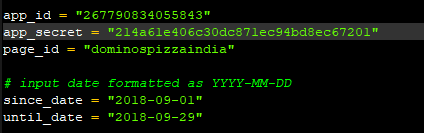 app_id = "267790834055843"
app_secret = "214a61e406c30dc871ec94bd8ec67201"
page_id = "dominospizzaindia"
# input date formatted as YYYY-MM-DD
since_date = "2018-09-01"
until_date = "2018-09-29"